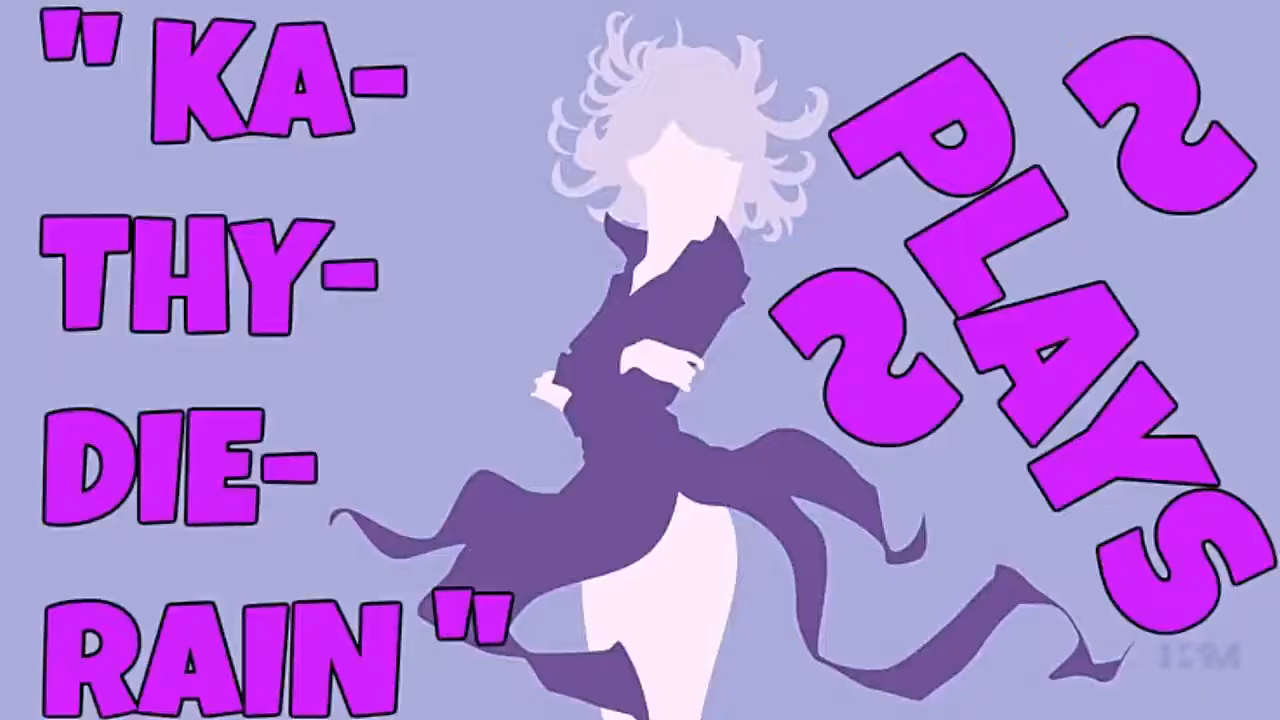 " KA-
THY-
DIE-
RAIN "
S
PLAYS
S